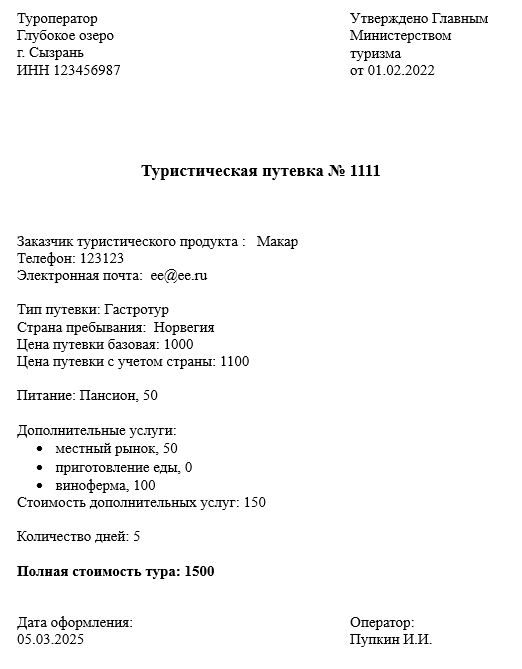 Туроператор
Глубокое озеро
г. Сызрань
ИНН 123456987
Утверждено Главным
Министерством
туризма
от 01.02.2022
Туристическая путевка № 1111
Заказчик туристического продукта :   Макар
Телефон: 123123
Электронная почта:  ee@ee.ru
Тип путевки: Гастротур
Страна пребывания:  Норвегия
Цена путевки базовая: 1000
Цена путевки с учетом страны: 1100
Питание: Пансион, 50
Дополнительные услуги:
• местный рынок, 50
• приготовление еды, 0
• виноферма, 100
Стоимость дополнительных услуг: 150
Количество дней: 5
Полная стоимость тура: 1500
Дата оформления:
05.03.2025
Оператор:
Пупкин И.И.